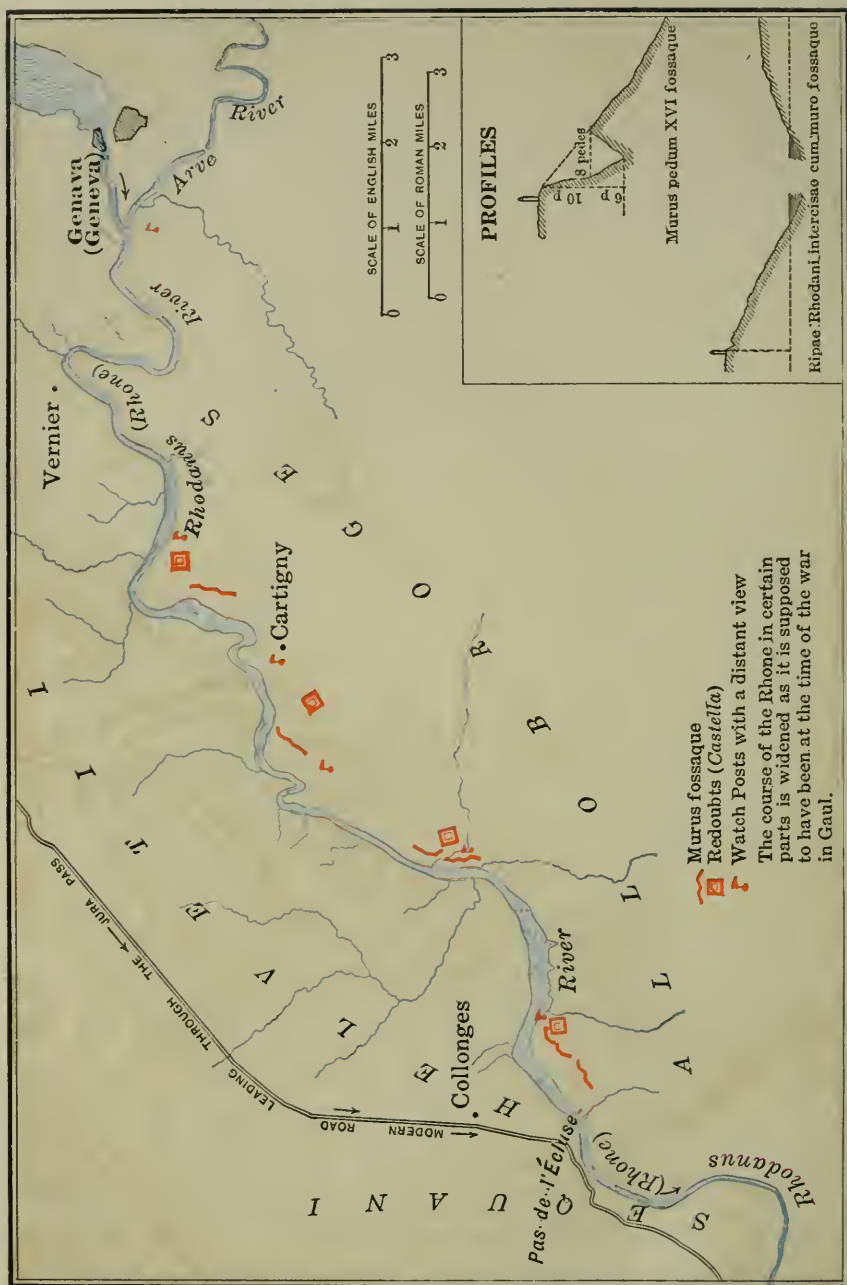 Genava
(Geneva)
Arve
River
Vernier
River
Rhodanus
(Rhone)
Rhodanus
Cartigny
HELVETII
ALLOBROGES
SEQUANI
MODERN ROAD LEADING THROUGH THE JURA PASS
Collonges
River
Pas-de-l'Écluse
(Rhone)
SCALE OF ENGLISH MILES
0 1 2 3
SCALE OF ROMAN MILES
0 1 2 3
PROFILES
8 pedes
10 p
6 p
Murus pedum XVI fossaque
Ripae Rhodani intercisae cum muro fossaque
Murus fossaque
Redoubts (Castella)
Watch Posts with a distant view
The course of the Rhone in certain
parts is widened as it is supposed
to have been at the time of the war
in Gaul.